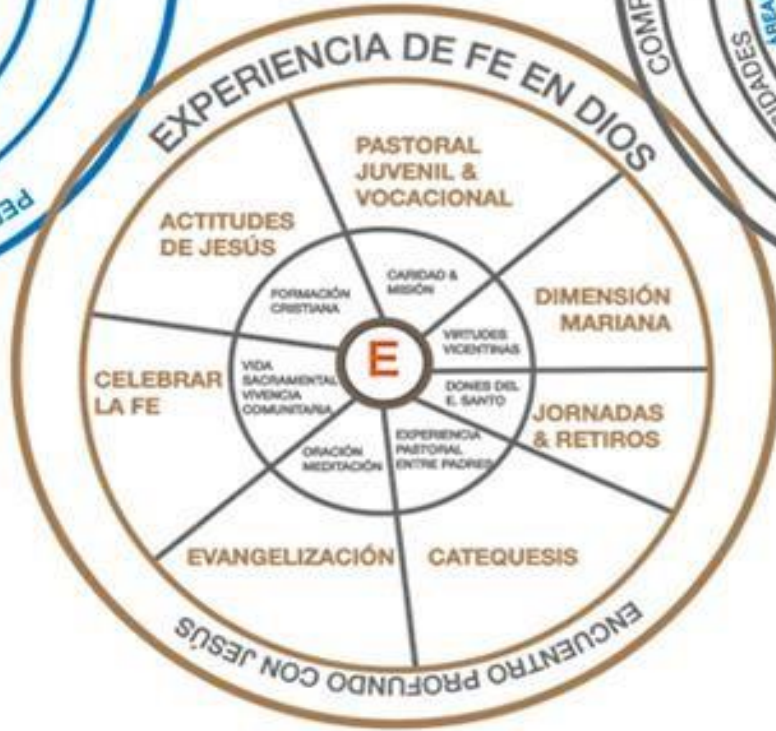 EXPERIENCIA DE FE EN DIOS
PASTORAL
JUVENIL &
VOCACIONAL
ACTITUDES
DE JESÚS
DIMENSIÓN
MARIANA
CELEBRAR
LA FE
JORNADAS
& RETIROS
EVANGELIZACIÓN
CATEQUESIS
CARIDAD &
MISIÓN
FORMACIÓN
CRISTIANA
VIRTUDES
VICENTINAS
VIDA
SACRAMENTAL
VIVENCIA
COMUNITARIA
DONES DEL
E. SANTO
ORACIÓN
MEDITACIÓN
EXPERIENCIA
PASTORAL
ENTRE PADRES
E
ENCUENTRO PROFUNDO CON JESÚS